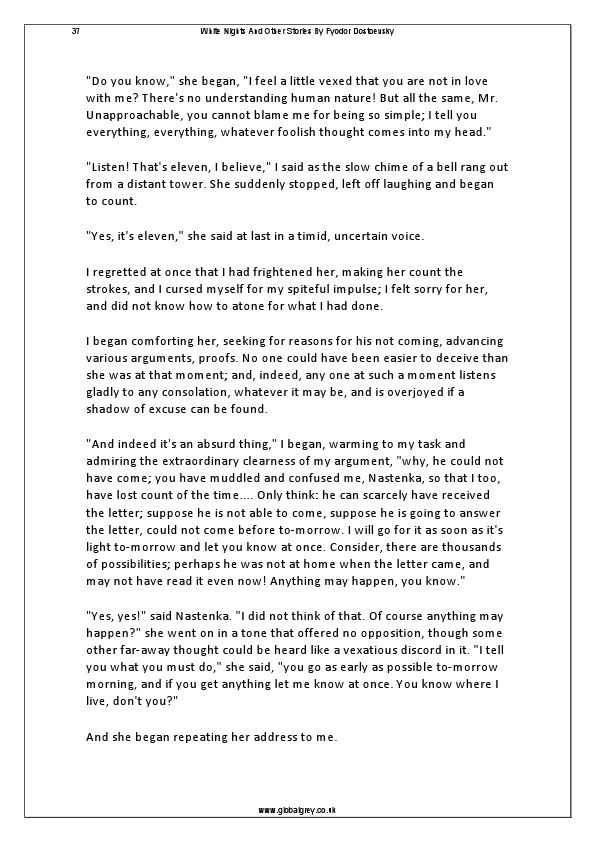 37 White Nights And Other Stories By Fyodor Dostoevsky
"Do you know," she began, "I feel a little vexed that you are not in love
with me? There's no understanding human nature! But all the same, Mr.
Unapproachable, you cannot blame me for being so simple; I tell you
everything, everything, whatever foolish thought comes into my head."
"Listen! That's eleven, I believe," I said as the slow chime of a bell rang out
from a distant tower. She suddenly stopped, left off laughing and began
to count.
"Yes, it's eleven," she said at last in a timid, uncertain voice.
I regretted at once that I had frightened her, making her count the
strokes, and I cursed myself for my spiteful impulse; I felt sorry for her,
and did not know how to atone for what I had done.
I began comforting her, seeking for reasons for his not coming, advancing
various arguments, proofs. No one could have been easier to deceive than
she was at that moment; and, indeed, any one at such a moment listens
gladly to any consolation, whatever it may be, and is overjoyed if a
shadow of excuse can be found.
"And indeed it's an absurd thing," I began, warming to my task and
admiring the extraordinary clearness of my argument, "why, he could not
have come; you have muddled and confused me, Nastenka, so that I too,
have lost count of the time.... Only think: he can scarcely have received
the letter; suppose he is not able to come, suppose he is going to answer
the letter, could not come before to-morrow. I will go for it as soon as it's
light to-morrow and let you know at once. Consider, there are thousands
of possibilities; perhaps he was not at home when the letter came, and
may not have read it even now! Anything may happen, you know."
"Yes, yes!" said Nastenka. "I did not think of that. Of course anything may
happen?" she went on in a tone that offered no opposition, though some
other far-away thought could be heard like a vexatious discord in it. "I tell
you what you must do," she said, "you go as early as possible to-morrow
morning, and if you get anything let me know at once. You know where I
live, don't you?"
And she began repeating her address to me.
www.globalgrey.co.uk